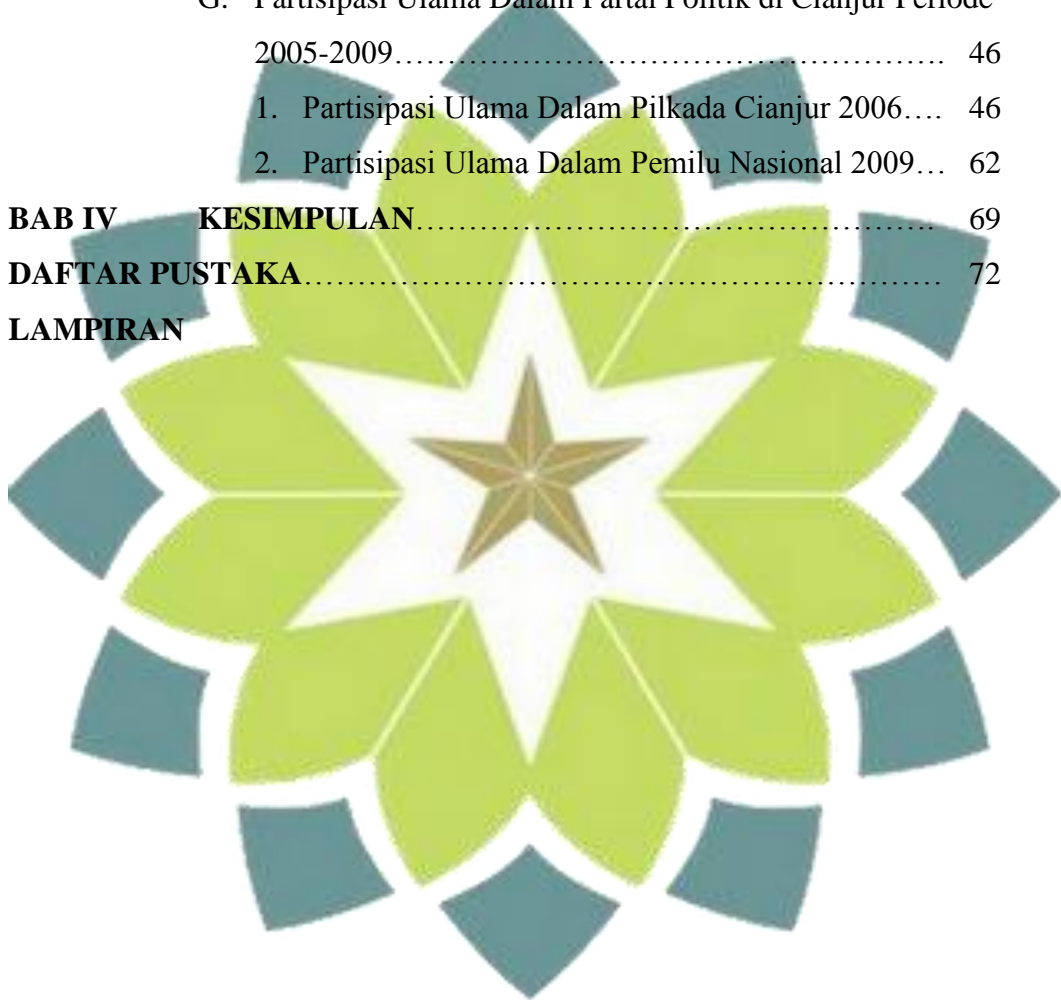 G. Partisipasi Ulama Dalam Partai Politik di Cianjur Periode
2005-2009………………………………………………. 46
1. Partisipasi Ulama Dalam Pilkada Cianjur 2006…. 46
2. Partisipasi Ulama Dalam Pemilu Nasional 2009… 62
BAB IV KESIMPULAN……………………………………………. 69
DAFTAR PUSTAKA……………………………………………………… 72
LAMPIRAN